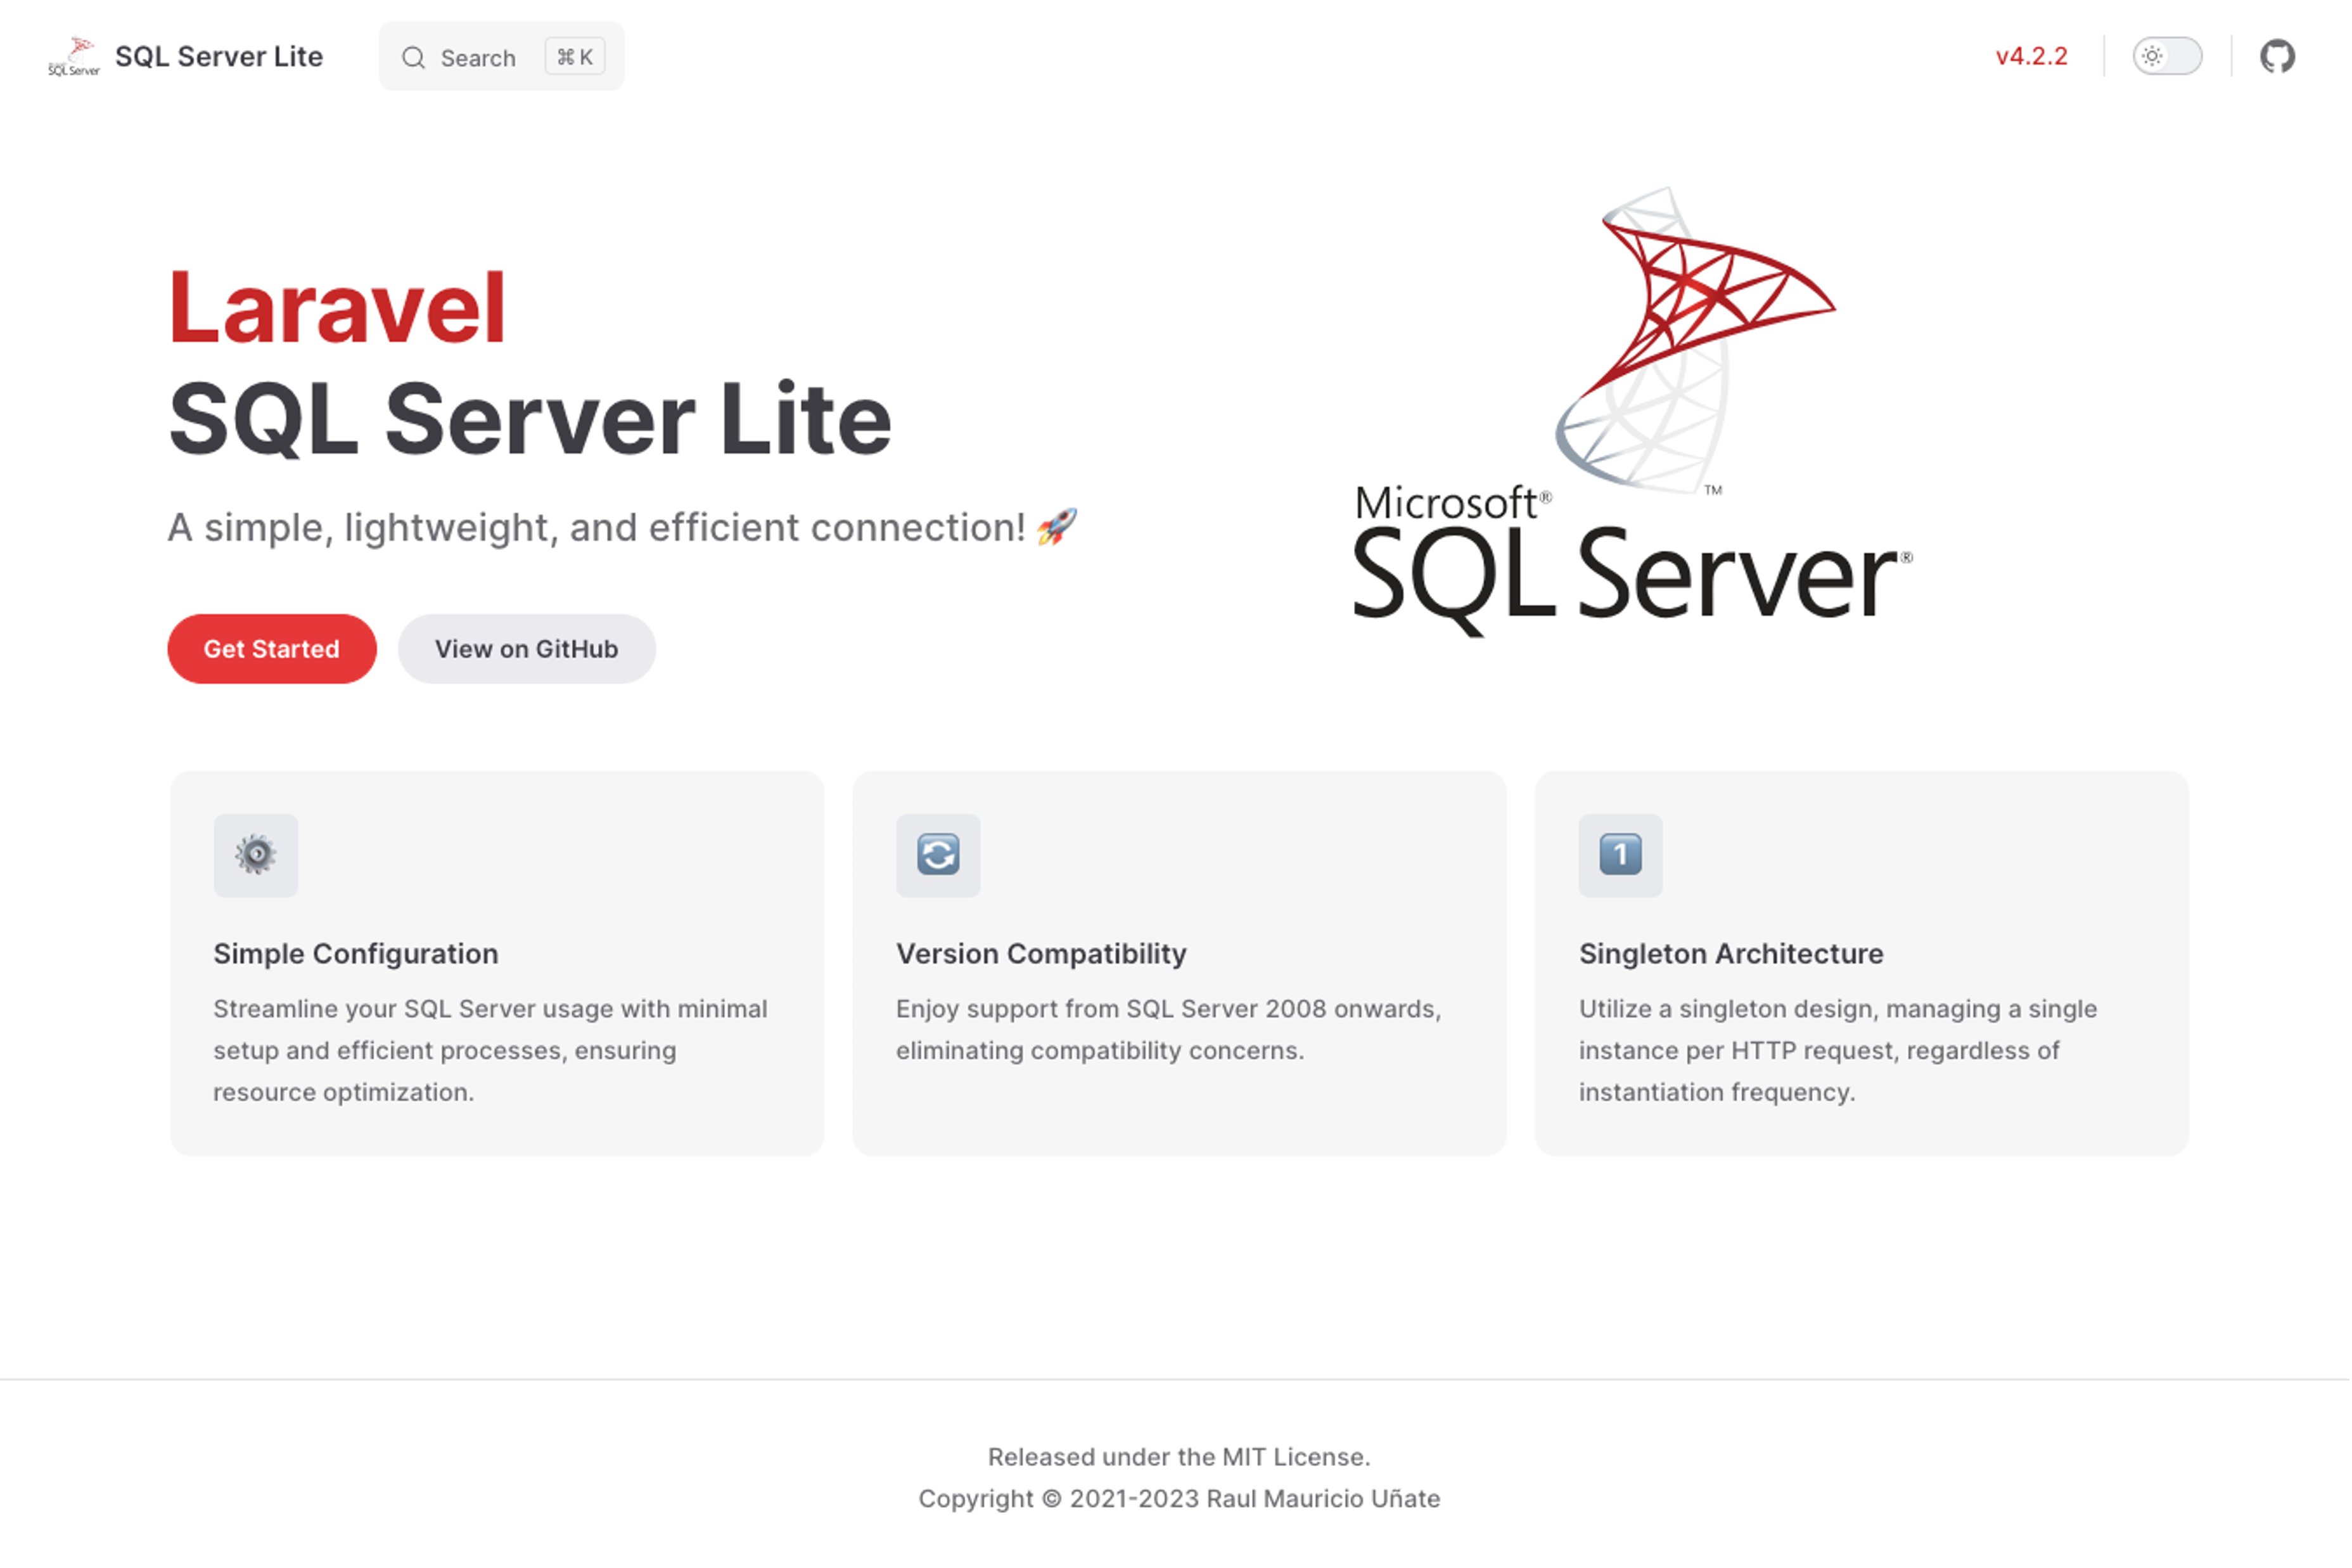 SQL Server
SQL Server Lite
Search
⌘ K
v4.2.2
Laravel
SQL Server Lite
A simple, lightweight, and efficient connection! 🚀
Get Started
View on GitHub
TM
Microsoft®
SQL Server®
Simple Configuration
Streamline your SQL Server usage with minimal
setup and efficient processes, ensuring
resource optimization.
Version Compatibility
Enjoy support from SQL Server 2008 onwards,
eliminating compatibility concerns.
1
Singleton Architecture
Utilize a singleton design, managing a single
instance per HTTP request, regardless of
instantiation frequency.
Released under the MIT License.
Copyright © 2021-2023 Raul Mauricio Uñate